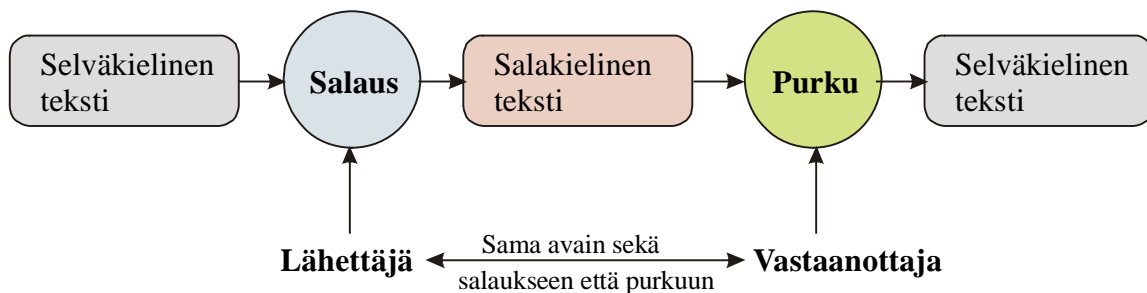 Selväkielinen
teksti
Salaus
Salakielinen
teksti
Purku
Selväkielinen
teksti
Lähettäjä
Sama avain sekä
salaukseen että purkuun
Vastaanottaja